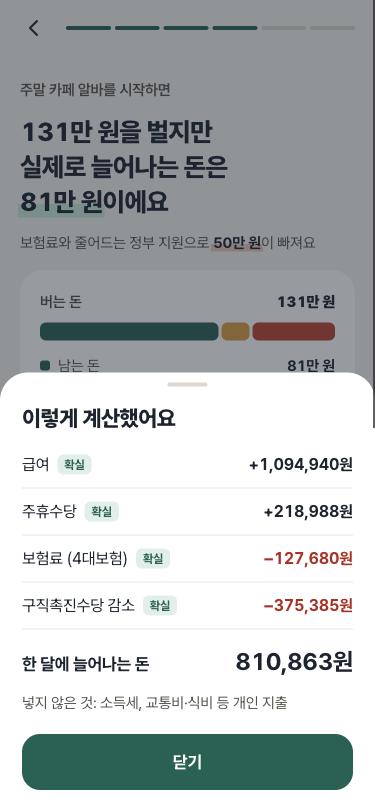 주말 카페 알바를 시작하면
131만 원을 벌지만
실제로 늘어나는 돈은
81만 원이에요
보험료와 줄어드는 정부 지원으로 50만 원이 빠져요
버는 돈 131만 원
남는 돈 81만 원
이렇게 계산했어요
급여 확실 +1,094,940원
주휴수당 확실 +218,988원
보험료 (4대보험) 확실 −127,680원
구직촉진수당 감소 확실 −375,385원
한 달에 늘어나는 돈 810,863원
넣지 않은 것: 소득세, 교통비·식비 등 개인 지출
닫기